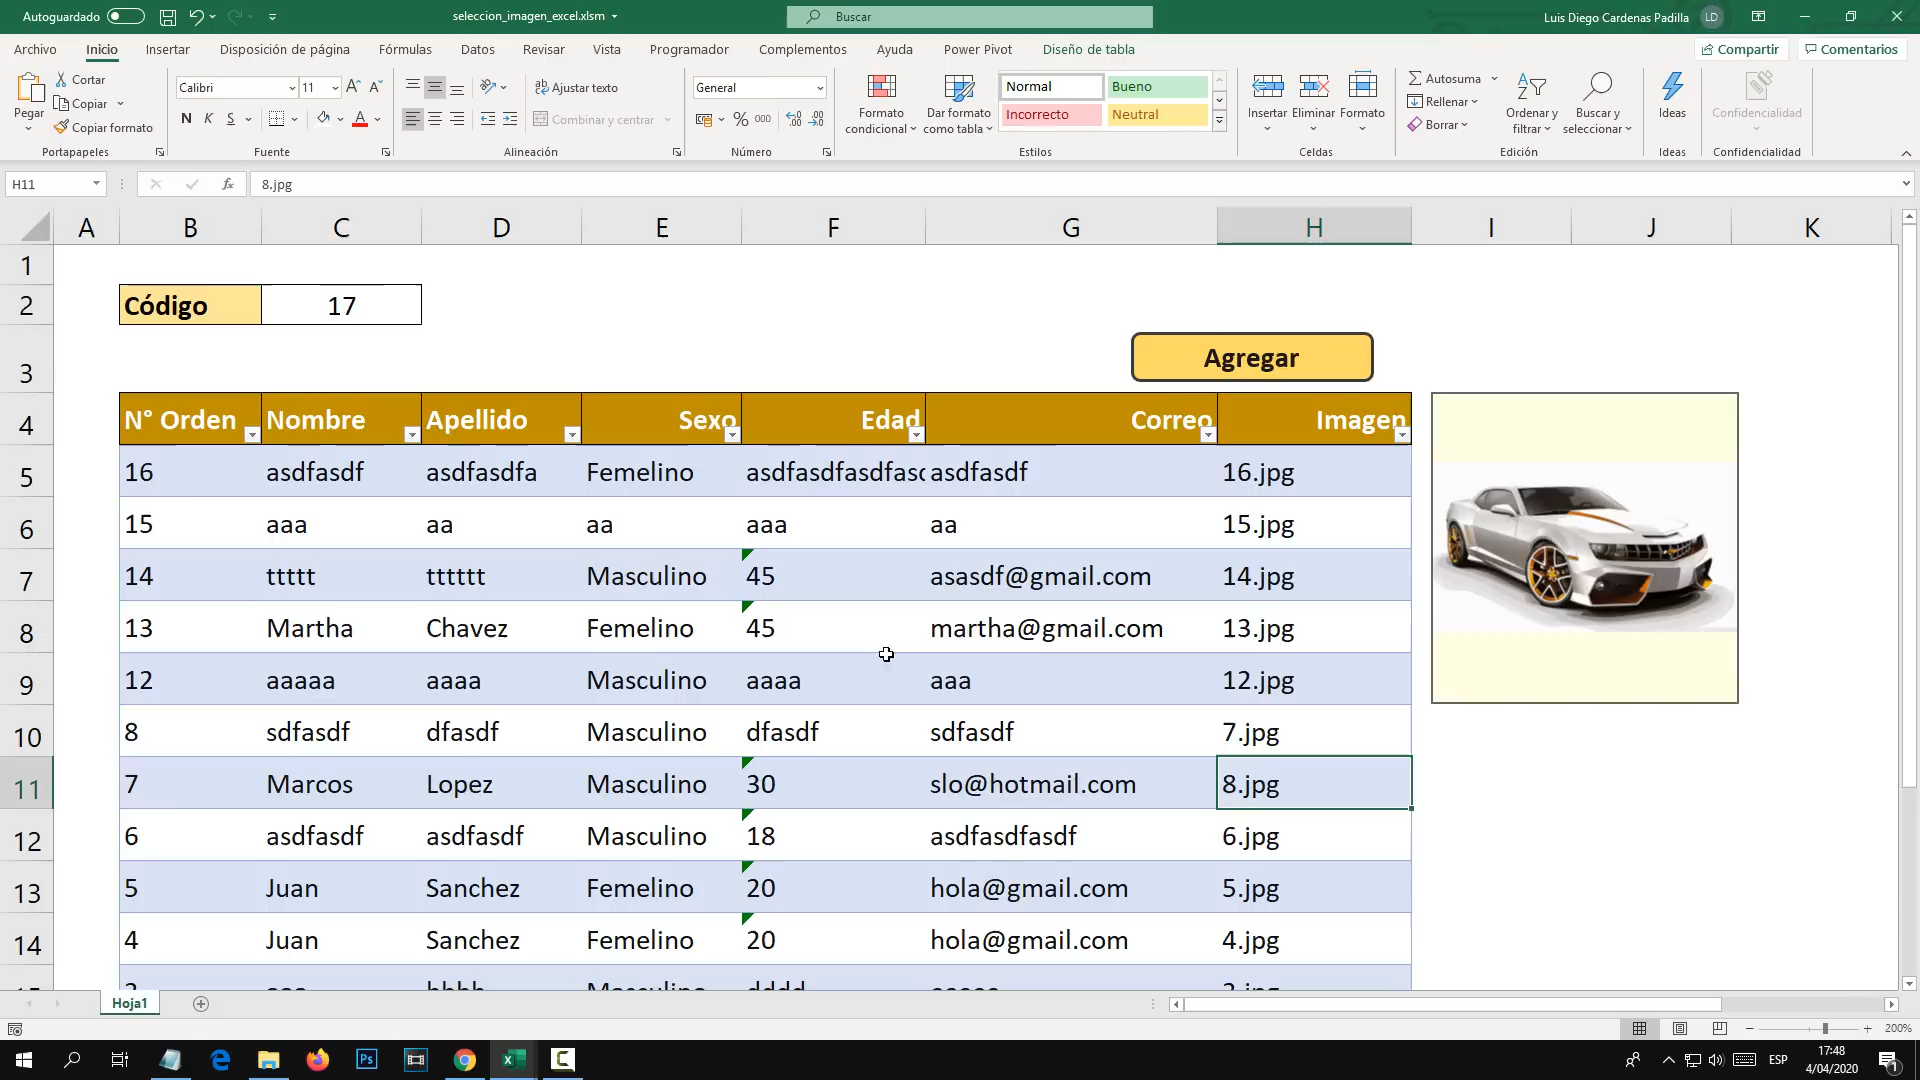 Autoguardado
seleccion_imagen_excel.xlsm
Buscar
Luis Diego Cardenas Padilla
LD
Archivo Inicio Insertar Disposición de página Fórmulas Datos Revisar Vista Programador Complementos Ayuda Power Pivot Diseño de tabla
Compartir Comentarios
Pegar
Cortar
Copiar
Copiar formato
Portapapeles
Calibri 11
N K S
Fuente
Ajustar texto
Combinar y centrar
Alineación
General
% 000
Número
Formato condicional
Dar formato como tabla
Normal Bueno
Incorrecto Neutral
Estilos
Insertar Eliminar Formato
Celdas
Autosuma
Rellenar
Borrar
Ordenar y filtrar
Buscar y seleccionar
Edición
Ideas
Ideas
Confidencialidad
Confidencialidad
H11 fx 8.jpg
A B C D E F G H I J K
1
2 Código 17
3 Agregar
4 N° Orden Nombre Apellido Sexo Edad Correo Imagen
5 16 asdfasdf asdfasdfa Femelino asdfasdfasdfasd asdfasdf 16.jpg
6 15 aaa aa aa aaa aa 15.jpg
7 14 ttttt tttttt Masculino 45 asasdf@gmail.com 14.jpg
8 13 Martha Chavez Femelino 45 martha@gmail.com 13.jpg
9 12 aaaaa aaaa Masculino aaaa aaa 12.jpg
10 8 sdfasdf dfasdf Masculino dfasdf sdfasdf 7.jpg
11 7 Marcos Lopez Masculino 30 slo@hotmail.com 8.jpg
12 6 asdfasdf asdfasdf Masculino 18 asdfasdfasdf 6.jpg
13 5 Juan Sanchez Femelino 20 hola@gmail.com 5.jpg
14 4 Juan Sanchez Femelino 20 hola@gmail.com 4.jpg
Hoja1
200%
Ps
ESP
17:48
4/04/2020
1